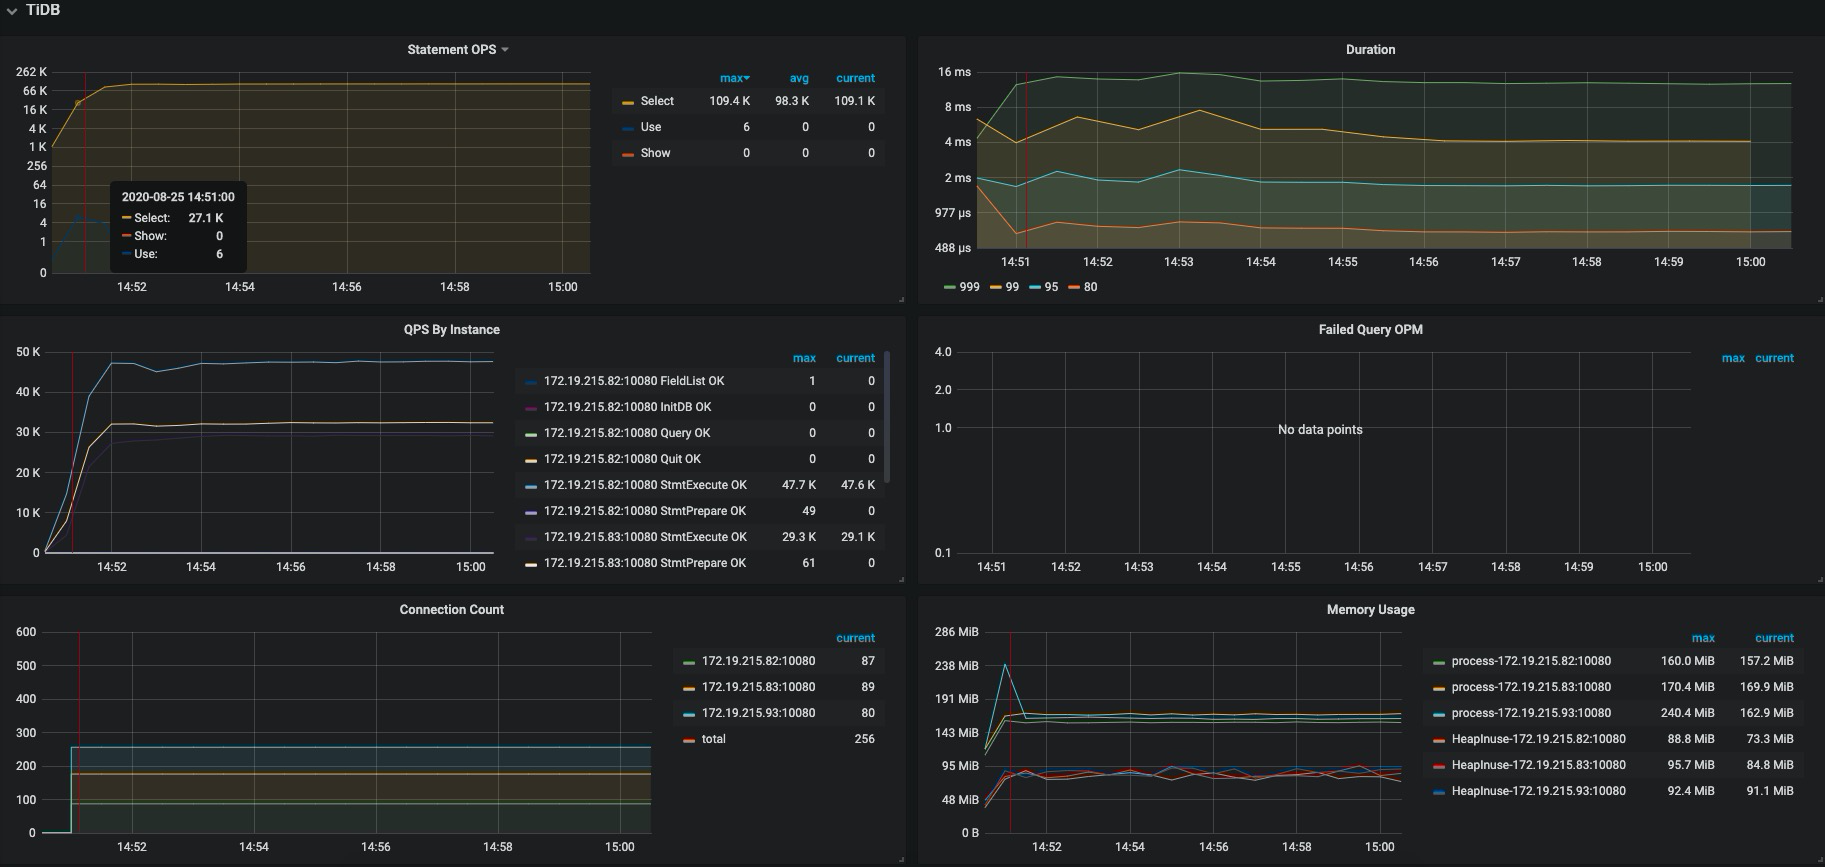 TiDB
Statement OPS
262 K
66 K
16 K
4 K
1 K
256
64
16
4
1
0
14:52 14:54 14:56 14:58 15:00
2020-08-25 14:51:00
Select: 27.1 K
Show: 0
Use: 6
max avg current
Select 109.4 K 98.3 K 109.1 K
Use 6 0 0
Show 0 0 0
Duration
16 ms
8 ms
4 ms
2 ms
977 µs
488 µs
14:51 14:52 14:53 14:54 14:55 14:56 14:57 14:58 14:59 15:00
999 99 95 80
QPS By Instance
50 K
40 K
30 K
20 K
10 K
0
14:52 14:54 14:56 14:58 15:00
max current
172.19.215.82:10080 FieldList OK 1 0
172.19.215.82:10080 InitDB OK 0 0
172.19.215.82:10080 Query OK 0 0
172.19.215.82:10080 Quit OK 0 0
172.19.215.82:10080 StmtExecute OK 47.7 K 47.6 K
172.19.215.82:10080 StmtPrepare OK 49 0
172.19.215.83:10080 StmtExecute OK 29.3 K 29.1 K
172.19.215.83:10080 StmtPrepare OK 61 0
Failed Query OPM
4.0
2.0
1.0
0.1
No data points
14:51 14:52 14:53 14:54 14:55 14:56 14:57 14:58 14:59 15:00
max current
Connection Count
600
500
400
300
200
100
0
14:52 14:54 14:56 14:58 15:00
current
172.19.215.82:10080 87
172.19.215.83:10080 89
172.19.215.93:10080 80
total 256
Memory Usage
286 MiB
238 MiB
191 MiB
143 MiB
95 MiB
48 MiB
0 B
14:52 14:54 14:56 14:58 15:00
max current
process-172.19.215.82:10080 160.0 MiB 157.2 MiB
process-172.19.215.83:10080 170.4 MiB 169.9 MiB
process-172.19.215.93:10080 240.4 MiB 162.9 MiB
HeapInuse-172.19.215.82:10080 88.8 MiB 73.3 MiB
HeapInuse-172.19.215.83:10080 95.7 MiB 84.8 MiB
HeapInuse-172.19.215.93:10080 92.4 MiB 91.1 MiB